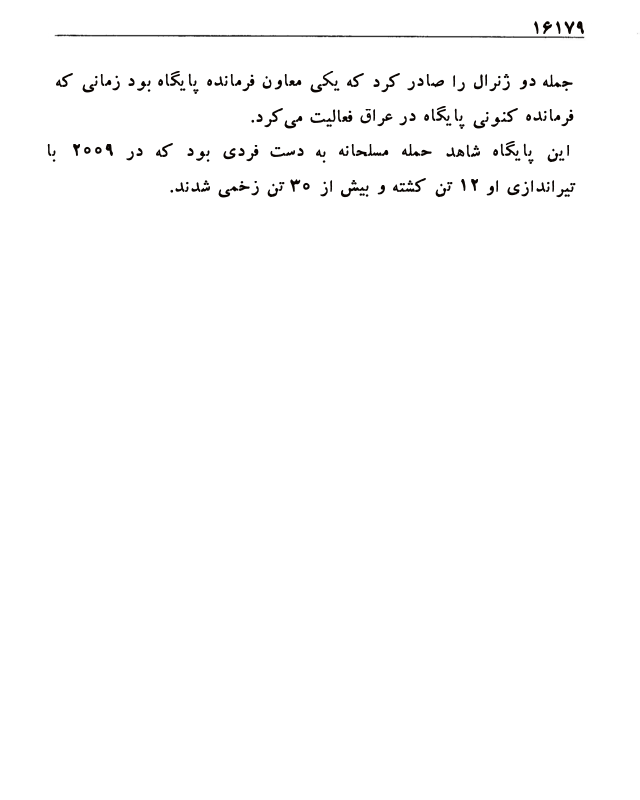 ۱۶۱۷۹
جمله دو ژنرال را صادر کرد که یکی معاون فرمانده پایگاه بود زمانی که
فرمانده کنونی پایگاه در عراق فعالیت می‌کرد.
این پایگاه شاهد حمله مسلحانه به دست فردی بود که در ۲۰۰۹ با
تیراندازی او ۱۲ تن کشته و بیش از ۳۰ تن زخمی شدند.